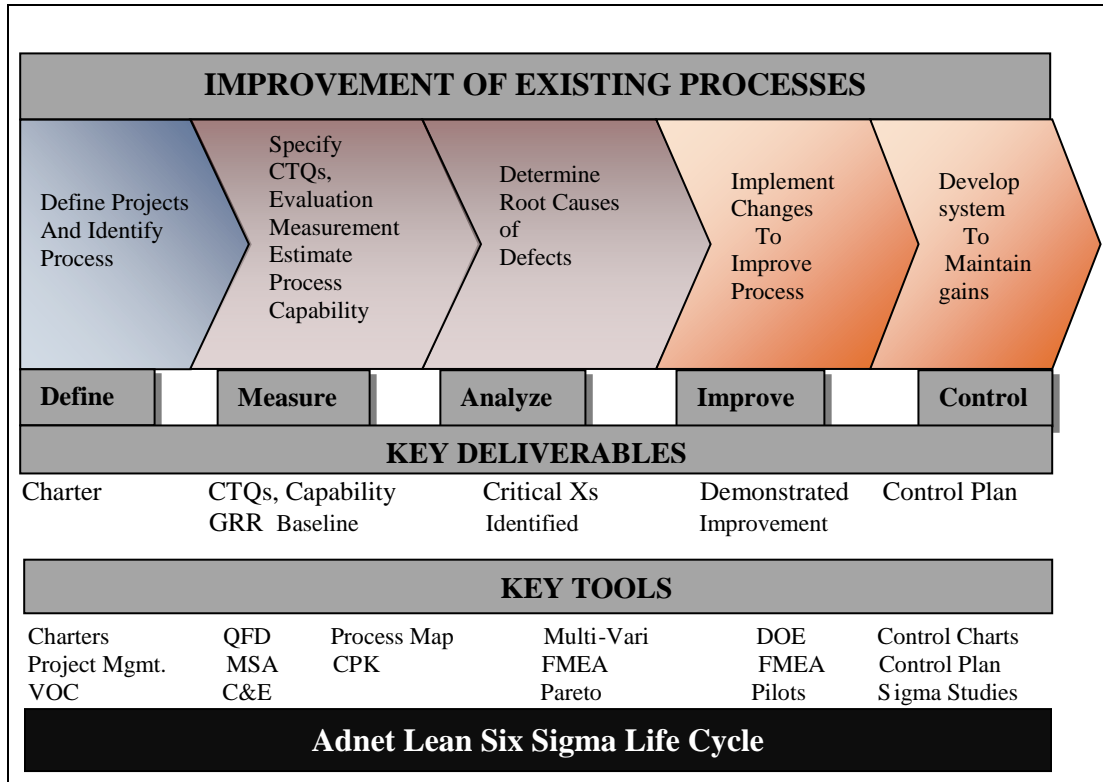 IMPROVEMENT OF EXISTING PROCESSES
Define Projects
And Identify
Process
Specify
CTQs,
Evaluation
Measurement
Estimate
Process
Capability
Determine
Root Causes
of
Defects
Implement
Changes
To
Improve
Process
Develop
system
To
Maintain
gains
Define
Measure
Analyze
Improve
Control
KEY DELIVERABLES
Charter
CTQs, Capability
GRR Baseline
Critical Xs
Identified
Demonstrated
Improvement
Control Plan
KEY TOOLS
Charters
Project Mgmt.
VOC
QFD
MSA
C&E
Process Map
CPK
Multi-Vari
FMEA
Pareto
DOE
FMEA
Pilots
Control Charts
Control Plan
Sigma Studies
Adnet Lean Six Sigma Life Cycle